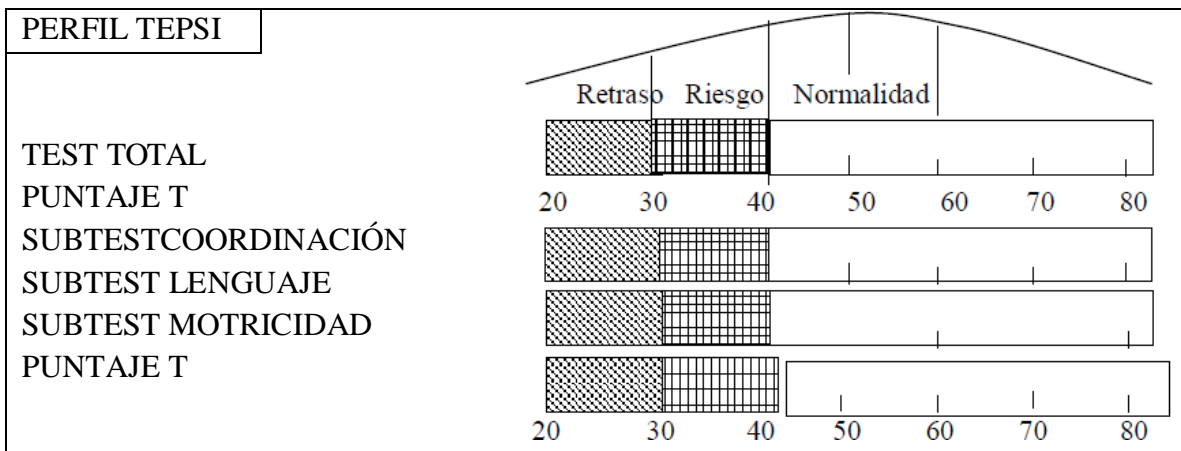 PERFIL TEPSI
Retraso Riesgo Normalidad
TEST TOTAL
PUNTAJE T
20 30 40 50 60 70 80
SUBTESTCOORDINACIÓN
SUBTEST LENGUAJE
SUBTEST MOTRICIDAD
PUNTAJE T
20 30 40 50 60 70 80